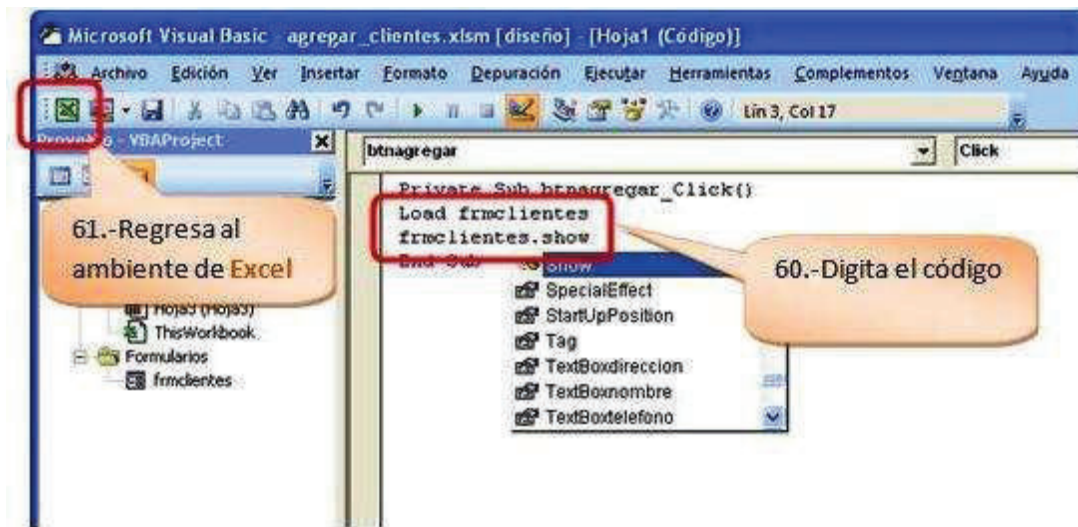 Microsoft Visual Basic - agregar_clientes.xlsm [diseño] - [Hoja1 (Código)]
Archivo Edición Ver Insertar Formato Depuración Ejecutar Herramientas Complementos Ventana Ayuda
Lín 3, Col 17
Proyecto - VBAProject
btnagregar
Click
Private Sub btnagregar_Click()
Load frmclientes
frmclientes.show
End Sub
Show
SpecialEffect
StartUpPosition
Tag
TextBoxdireccion
TextBoxnombre
TextBoxtelefono
61.-Regresa al
ambiente de Excel
60.-Digita el código
Hoja3 (Hoja3)
ThisWorkbook
Formularios
frmclientes